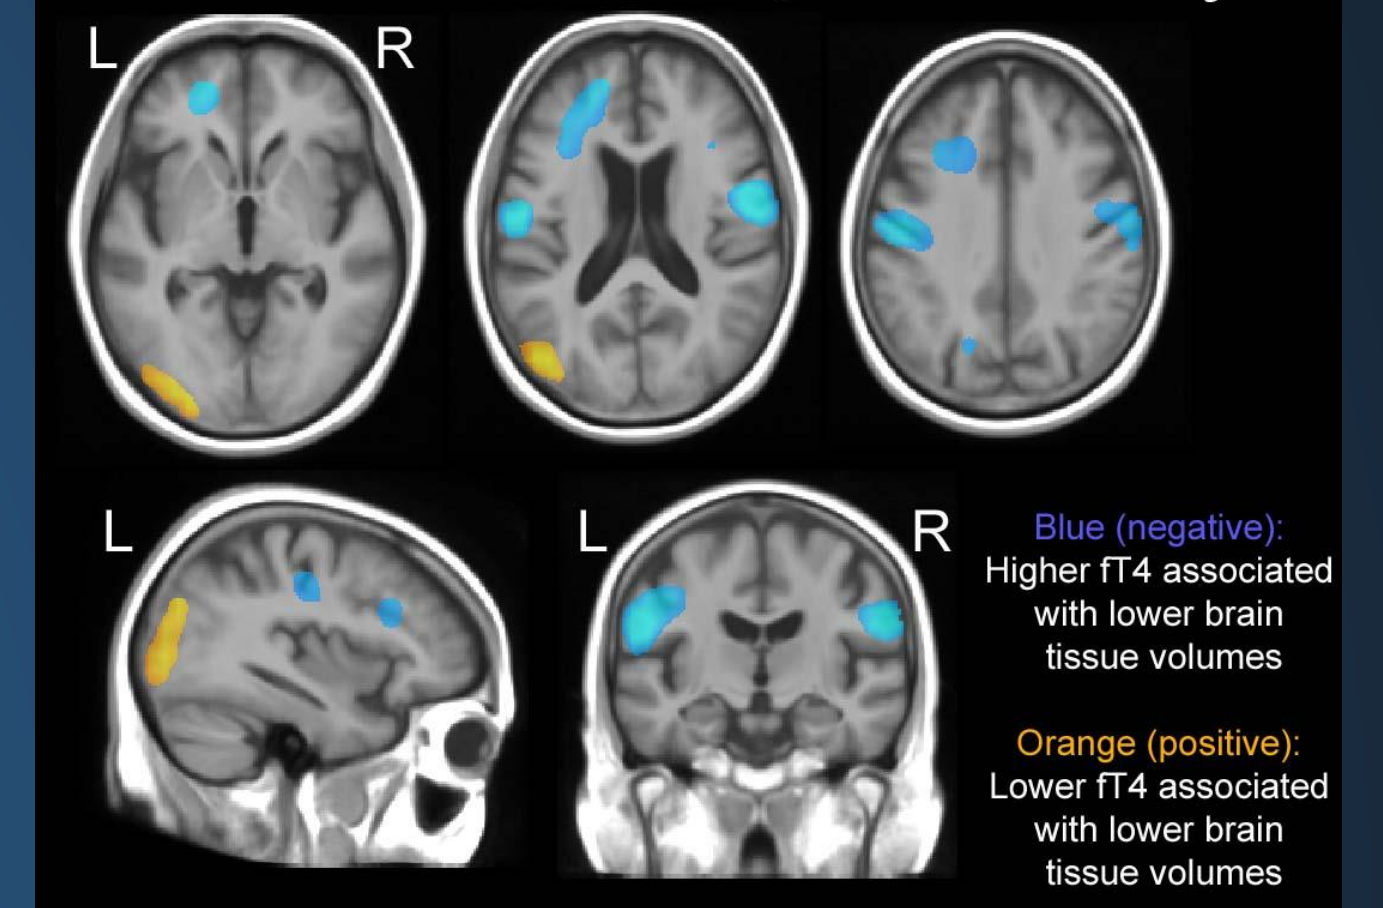 L R
L
L R
Blue (negative):
Higher fT4 associated
with lower brain
tissue volumes
Orange (positive):
Lower fT4 associated
with lower brain
tissue volumes